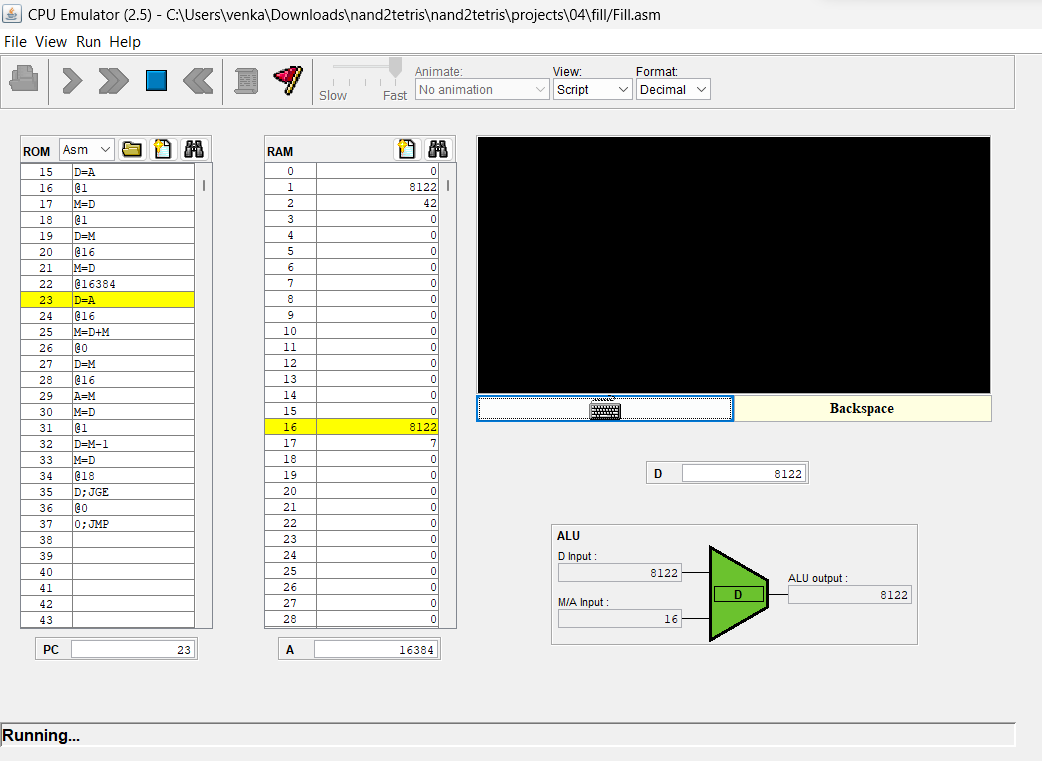 CPU Emulator (2.5) - C:\Users\venka\Downloads\nand2tetris\nand2tetris\projects\04\fill/Fill.asm
File View Run Help
Slow Fast
Animate:
No animation
View:
Script
Format:
Decimal
ROM Asm
15 D=A
16 @1
17 M=D
18 @1
19 D=M
20 @16
21 M=D
22 @16384
23 D=A
24 @16
25 M=D+M
26 @0
27 D=M
28 @16
29 A=M
30 M=D
31 @1
32 D=M-1
33 M=D
34 @18
35 D;JGE
36 @0
37 0;JMP
38
39
40
41
42
43
PC 23
RAM
0 0
1 8122
2 42
3 0
4 0
5 0
6 0
7 0
8 0
9 0
10 0
11 0
12 0
13 0
14 0
15 0
16 8122
17 7
18 0
19 0
20 0
21 0
22 0
23 0
24 0
25 0
26 0
27 0
28 0
A 16384
Backspace
D 8122
ALU
D Input :
8122
M/A Input :
16
D
ALU output :
8122
Running...